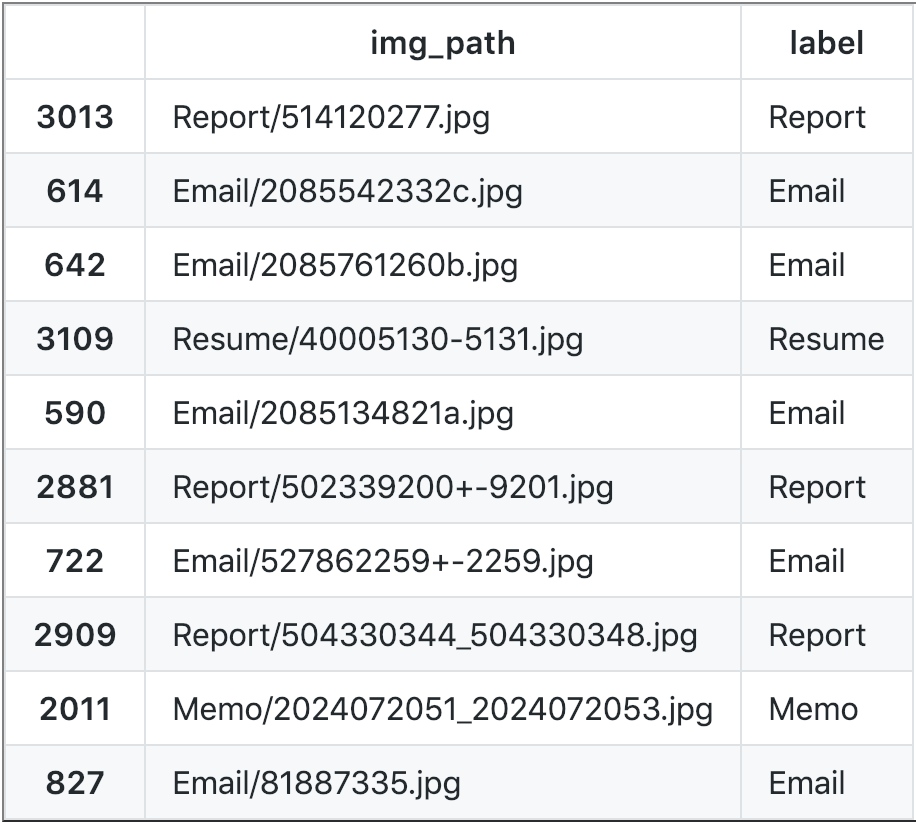 img_path label
3013 Report/514120277.jpg Report
614 Email/2085542332c.jpg Email
642 Email/2085761260b.jpg Email
3109 Resume/40005130-5131.jpg Resume
590 Email/2085134821a.jpg Email
2881 Report/502339200+-9201.jpg Report
722 Email/527862259+-2259.jpg Email
2909 Report/504330344_504330348.jpg Report
2011 Memo/2024072051_2024072053.jpg Memo
827 Email/81887335.jpg Email